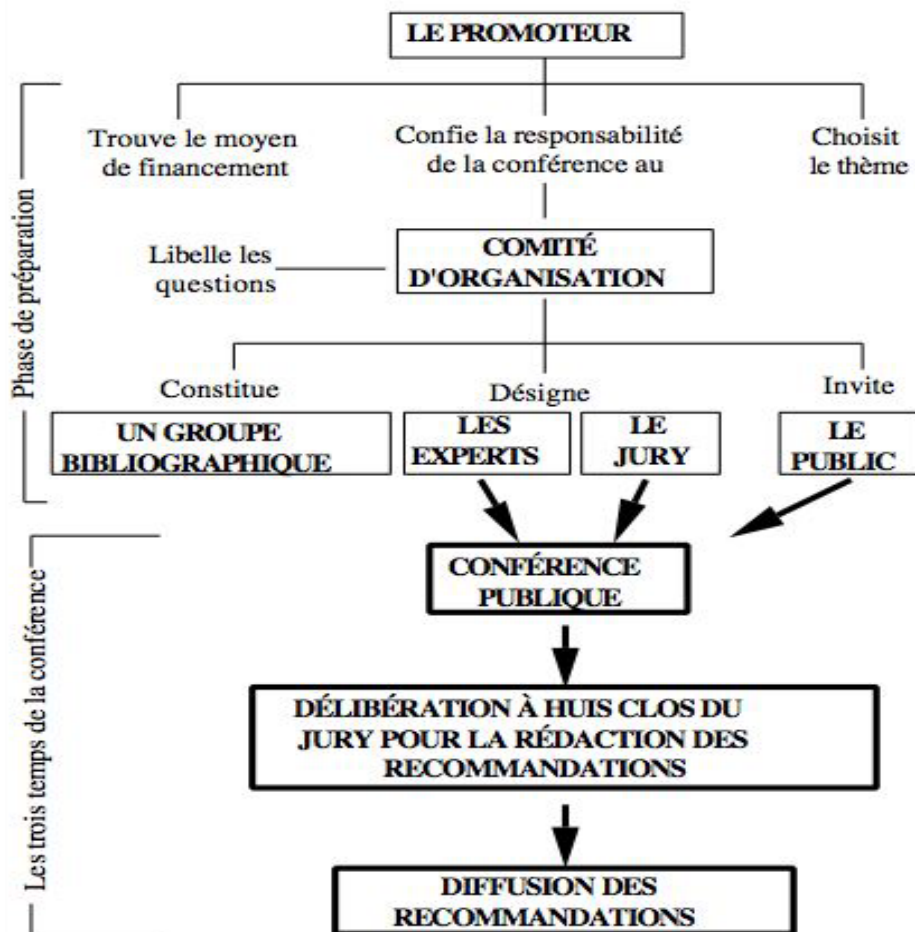 LE PROMOTEUR
Trouve le moyen
de financement
Confie la responsabilité
de la conférence au
Choisit
le thème
Phase de préparation
Libelle les
questions
COMITÉ
D'ORGANISATION
Constitue
Désigne
Invite
UN GROUPE
BIBLIOGRAPHIQUE
LES
EXPERTS
LE
JURY
LE
PUBLIC
Les trois temps de la conférence
CONFÉRENCE
PUBLIQUE
DÉLIBÉRATION À HUIS CLOS DU
JURY POUR LA RÉDACTION DES
RECOMMANDATIONS
DIFFUSION DES
RECOMMANDATIONS